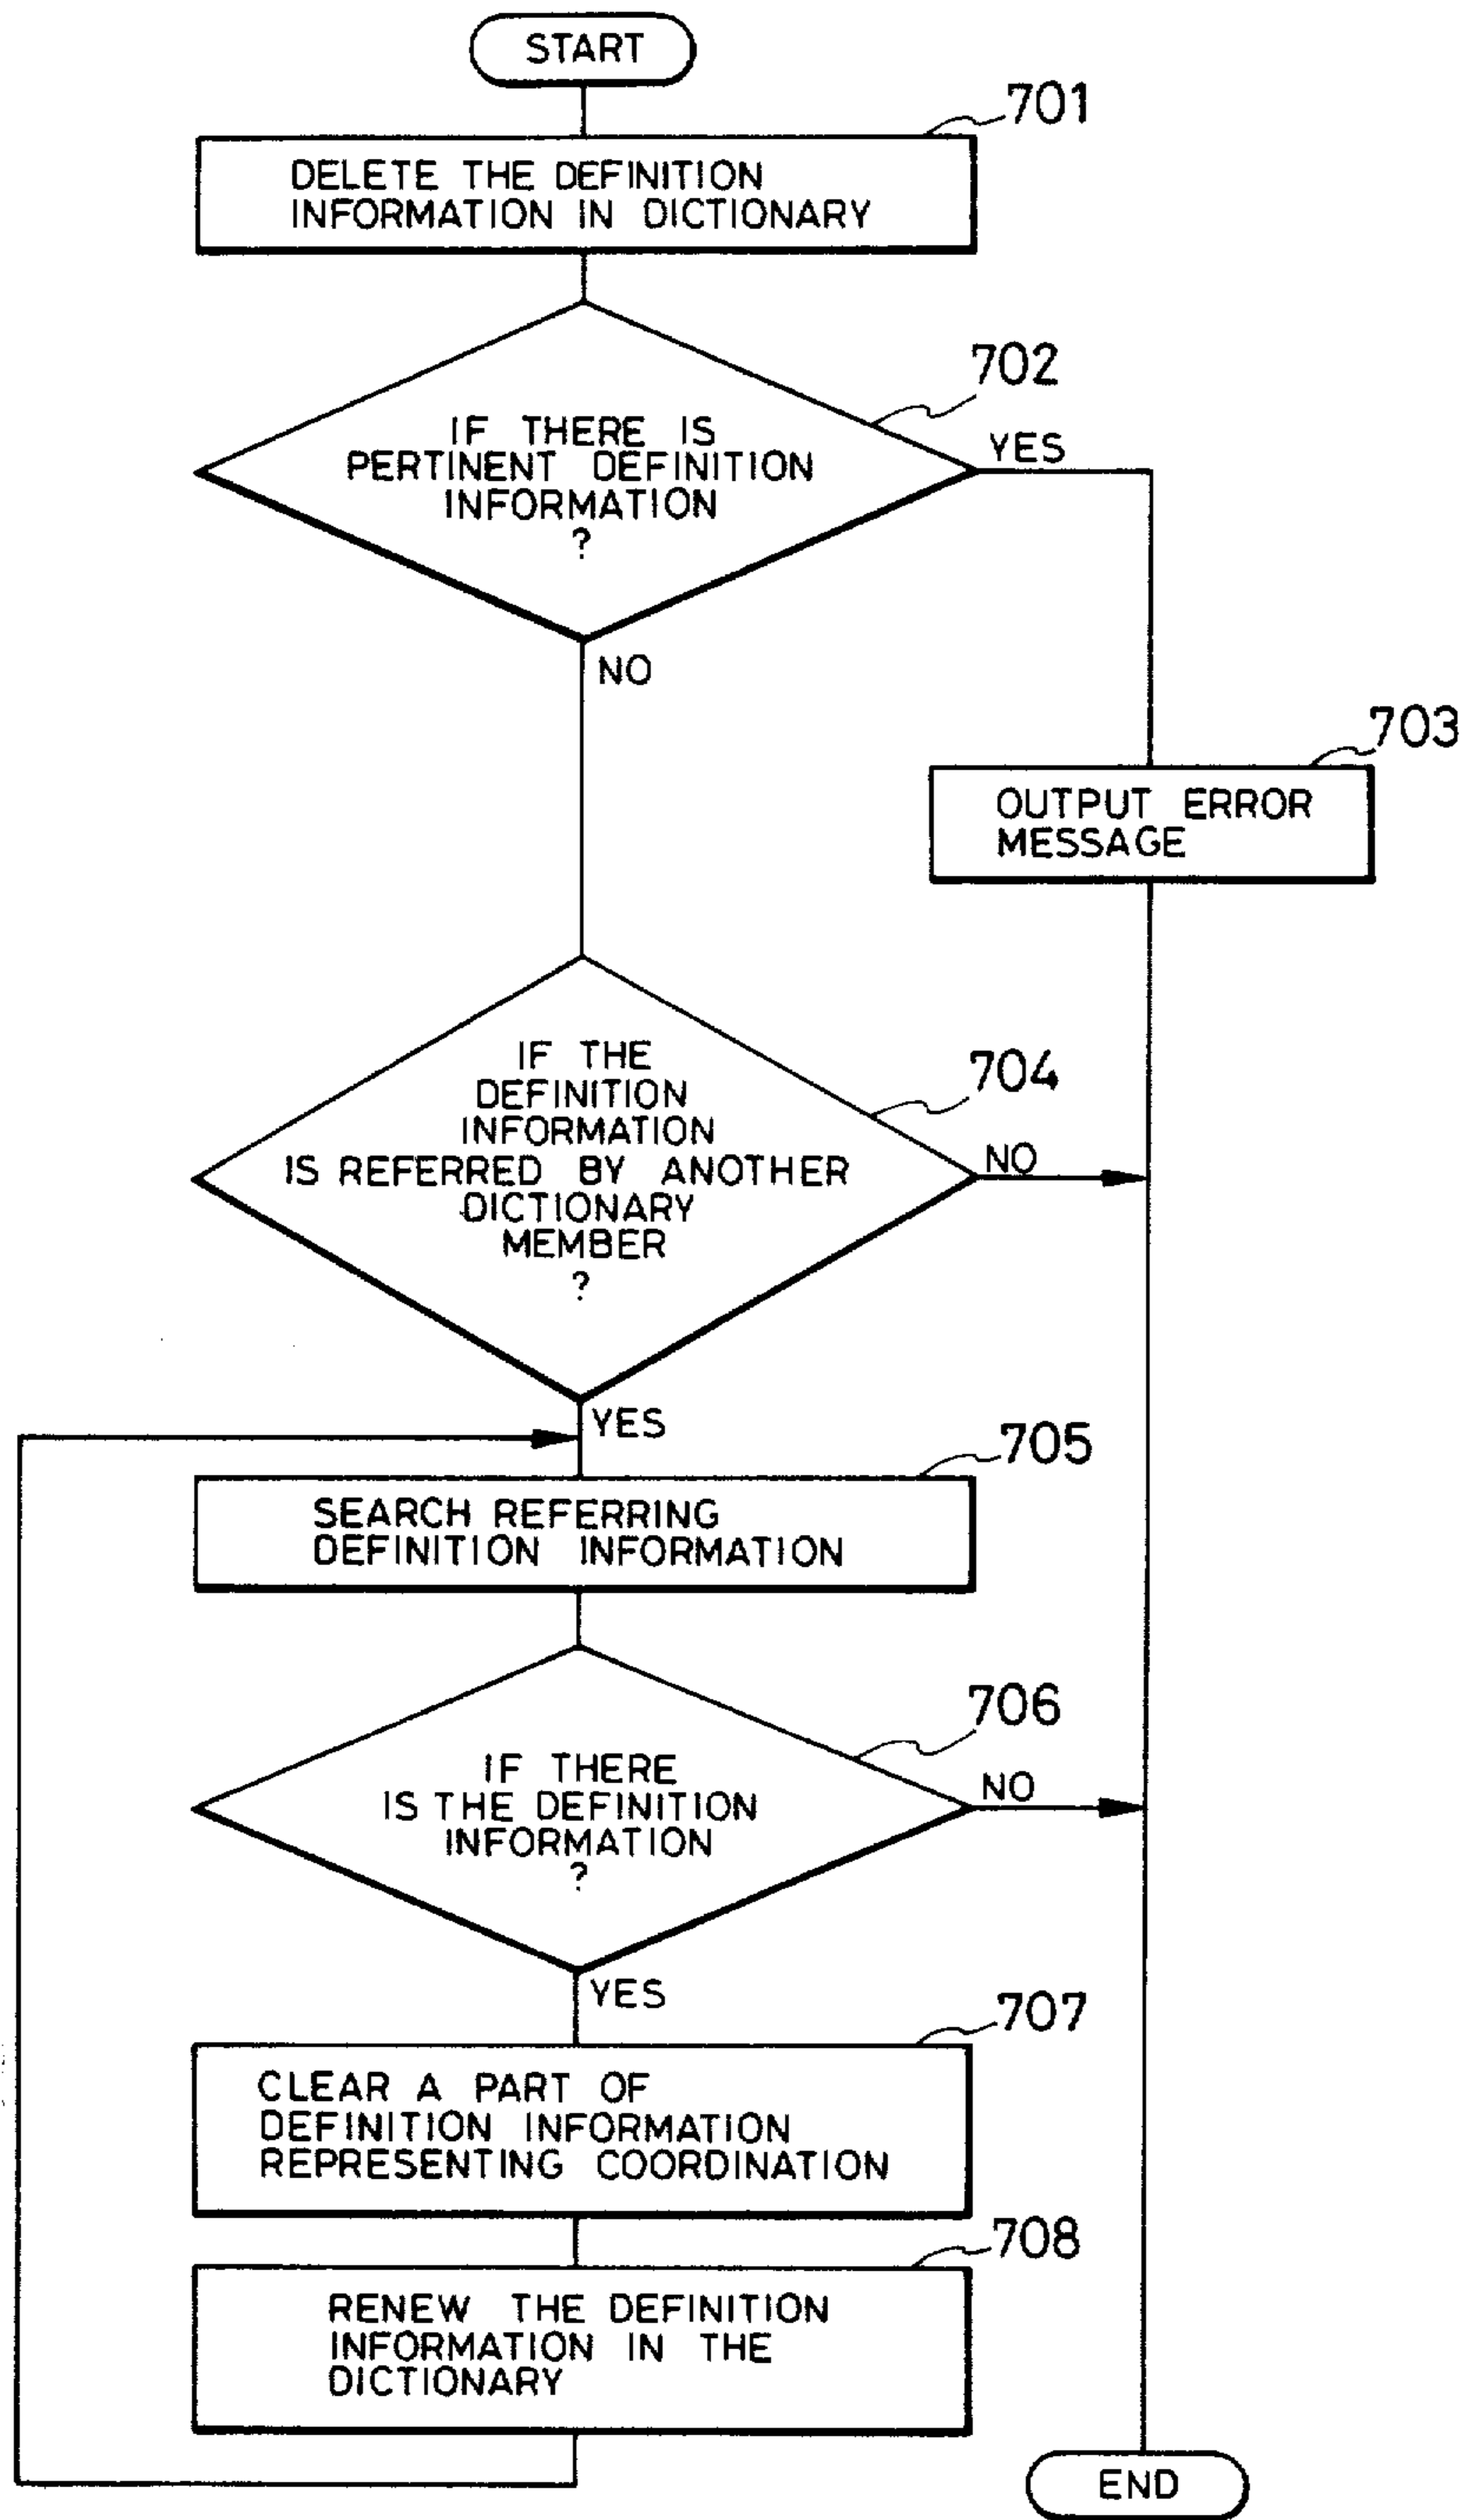 START
701
DELETE THE DEFINITION
INFORMATION IN DICTIONARY
702
IF THERE IS
PERTINENT DEFINITION
INFORMATION
?
YES
NO
703
OUTPUT ERROR
MESSAGE
704
IF THE
DEFINITION
INFORMATION
IS REFERRED BY ANOTHER
DICTIONARY
MEMBER
?
NO
YES
705
SEARCH REFERRING
DEFINITION INFORMATION
706
IF THERE
IS THE DEFINITION
INFORMATION
?
NO
YES
707
CLEAR A PART OF
DEFINITION INFORMATION
REPRESENTING COORDINATION
708
RENEW THE DEFINITION
INFORMATION IN THE
DICTIONARY
END